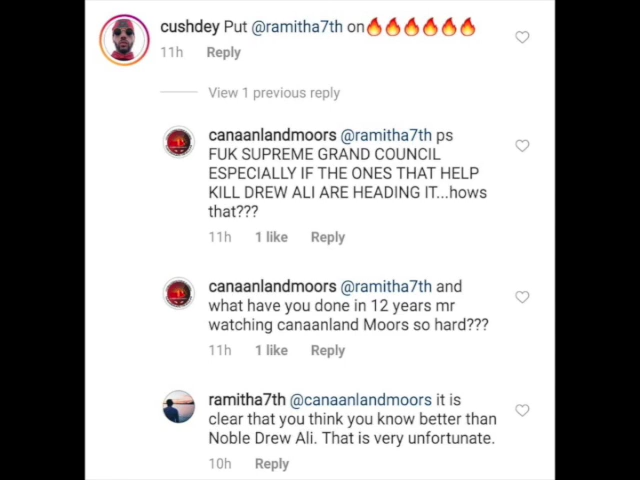 cushdey Put @ramitha7th on🔥🔥🔥🔥🔥🔥
11h Reply
View 1 previous reply
canaanlandmoors @ramitha7th ps
FUK SUPREME GRAND COUNCIL
ESPECIALLY IF THE ONES THAT HELP
KILL DREW ALI ARE HEADING IT...hows
that???
11h 1 like Reply
canaanlandmoors @ramitha7th and
what have you done in 12 years mr
watching canaanland Moors so hard???
11h 1 like Reply
ramitha7th @canaanlandmoors it is
clear that you think you know better than
Noble Drew Ali. That is very unfortunate.
10h Reply